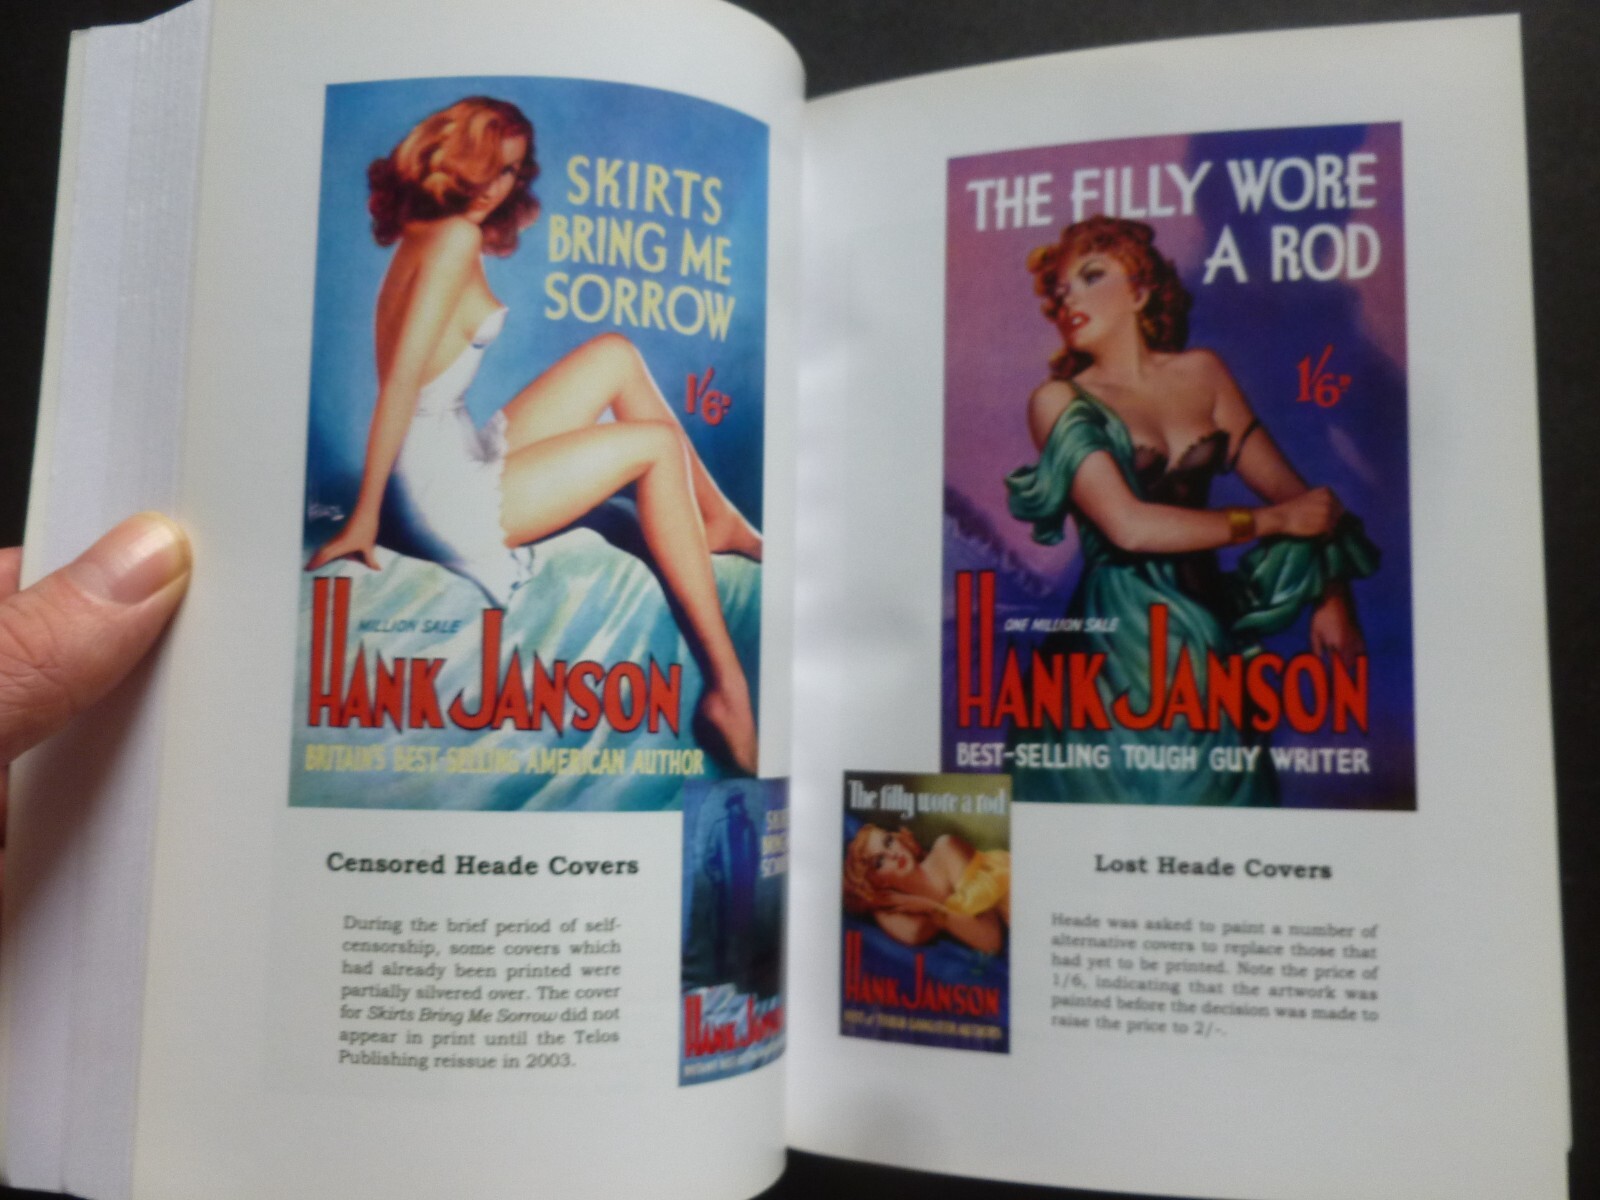 SKIRTS
BRING ME
SORROW
1/6D
MILLION SALE
HANK JANSON
BRITAIN'S BEST-SELLING AMERICAN AUTHOR
Censored Heade Covers
During the brief period of self-
censorship, some covers which
had already been printed were
partially silvered over. The cover
for Skirts Bring Me Sorrow did not
appear in print until the Telos
Publishing reissue in 2003.
HANK
THE FILLY WORE
A ROD
1/6D
ONE MILLION SALE
HANK JANSON
BEST-SELLING TOUGH GUY WRITER
The filly wore a rod
HANK JANSON
Lost Heade Covers
Heade was asked to paint a number of
alternative covers to replace those that
had yet to be printed. Note the price of
1/6, indicating that the artwork was
painted before the decision was made to
raise the price to 2/-.